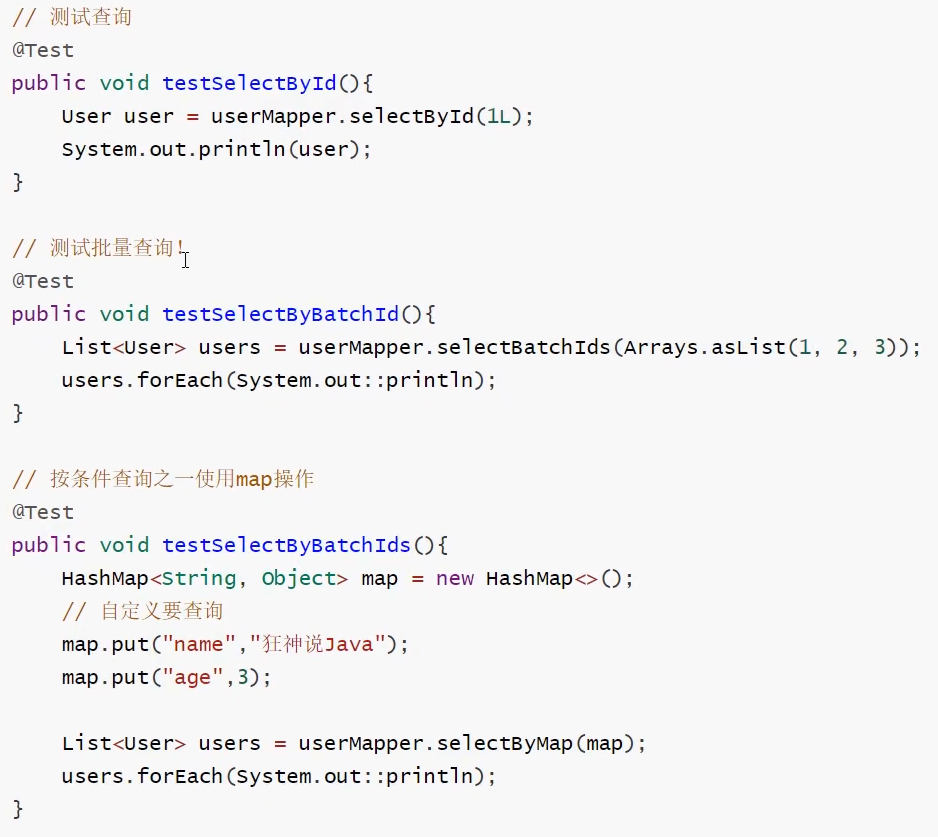 // 测试查询
@Test
public void testSelectById(){
    User user = userMapper.selectById(1L);
    System.out.println(user);
}

// 测试批量查询!
@Test
public void testSelectByBatchId(){
    List<User> users = userMapper.selectBatchIds(Arrays.asList(1, 2, 3));
    users.forEach(System.out::println);
}

// 按条件查询之一使用map操作
@Test
public void testSelectByBatchIds(){
    HashMap<String, Object> map = new HashMap<>();
    // 自定义要查询
    map.put("name","狂神说Java");
    map.put("age",3);

    List<User> users = userMapper.selectByMap(map);
    users.forEach(System.out::println);
}